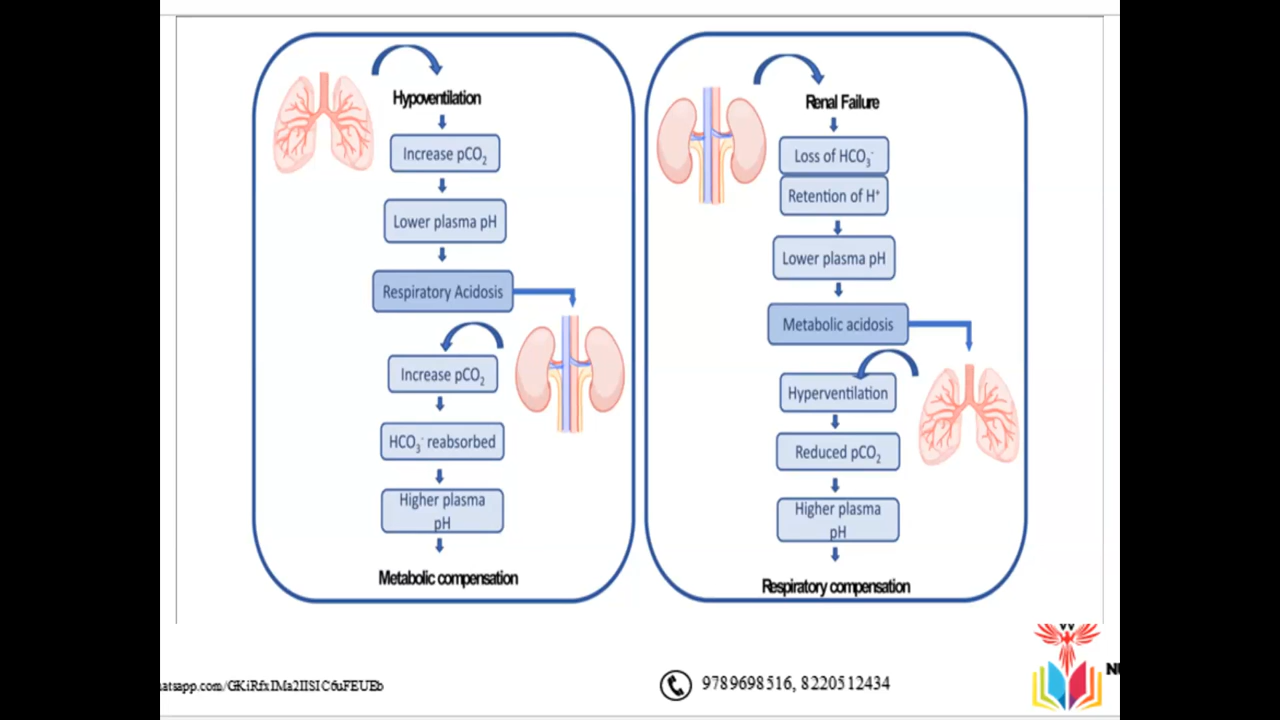 Hypoventilation
Increase pCO₂
Lower plasma pH
Respiratory Acidosis
Increase pCO₂
HCO₃⁻ reabsorbed
Higher plasma
pH
Metabolic compensation
Renal Failure
Loss of HCO₃⁻
Retention of H⁺
Lower plasma pH
Metabolic acidosis
Hyperventilation
Reduced pCO₂
Higher plasma
pH
Respiratory compensation
9789698516, 8220512434